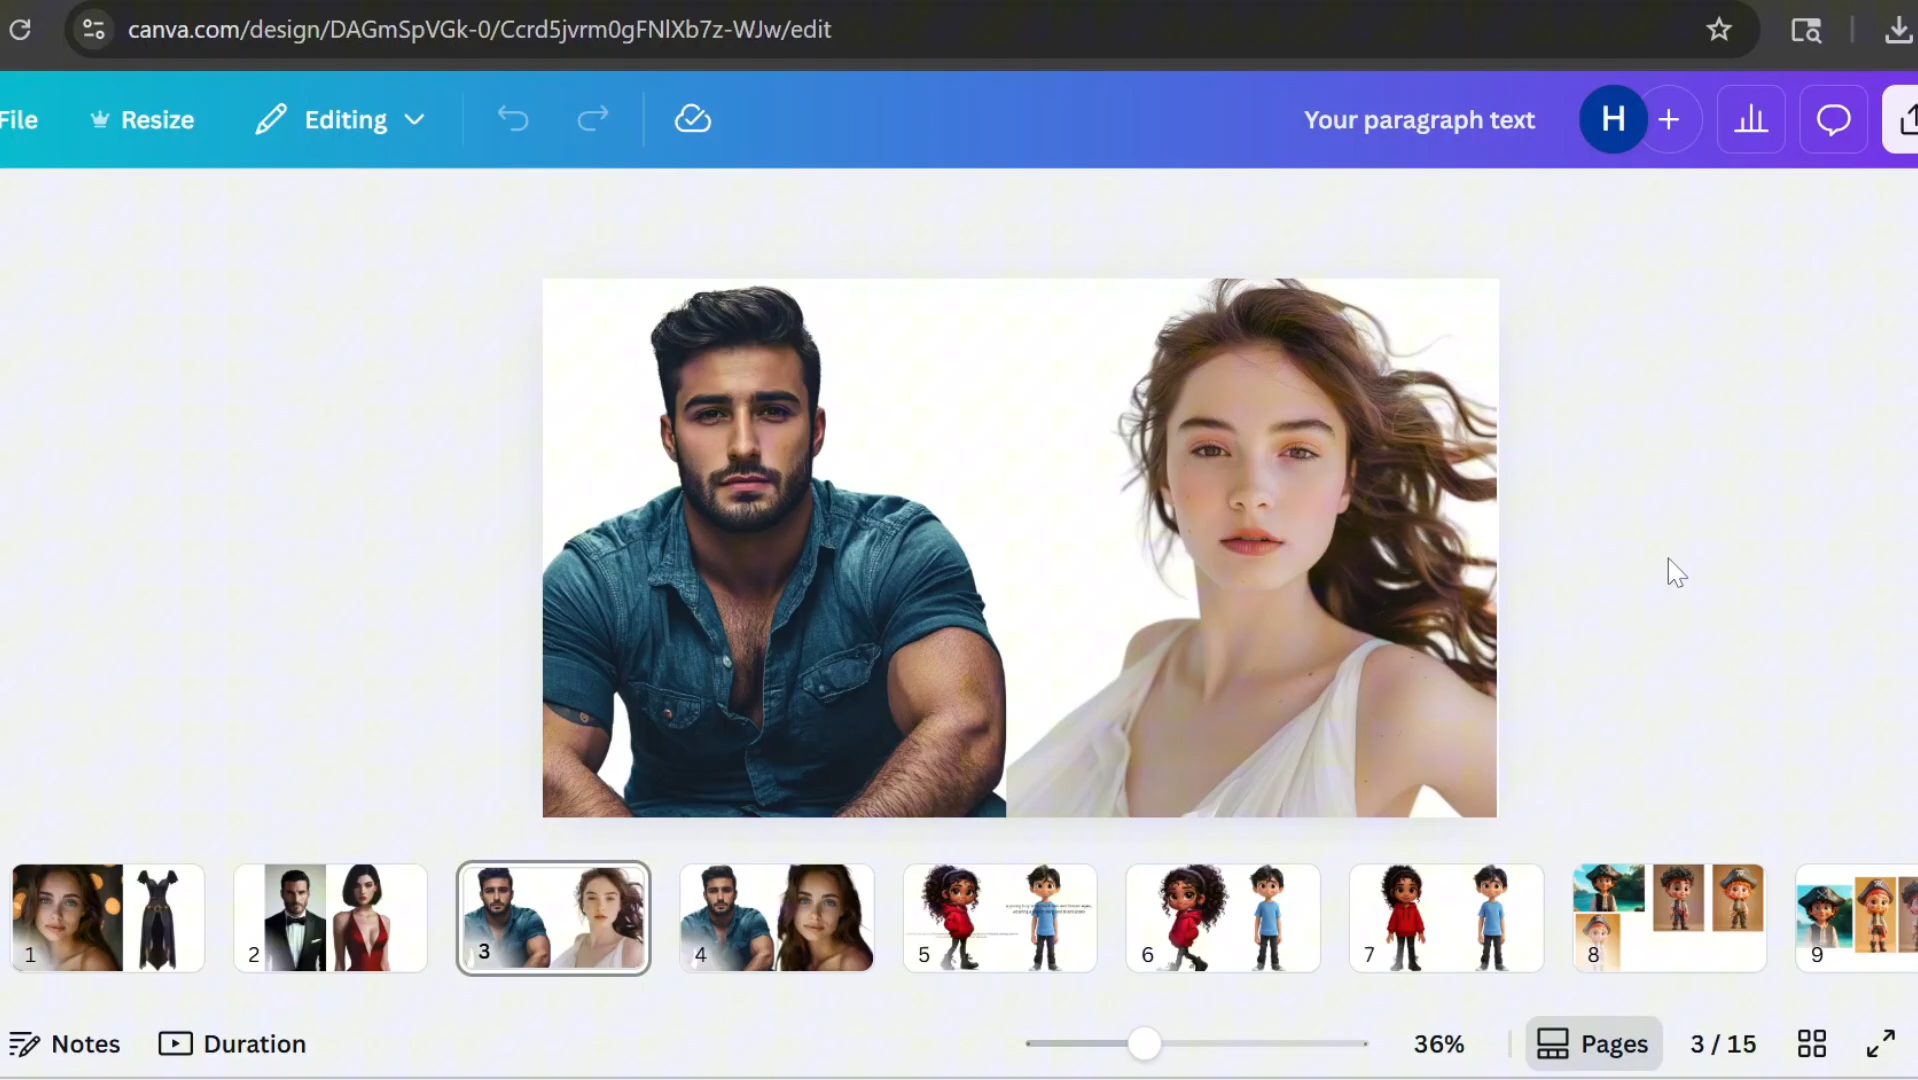 canva.com/design/DAGmSpVGk-0/Ccrd5jvrm0gFNlXb7z-WJw/edit
File
Resize
Editing
Your paragraph text
H
1
2
3
4
5
6
7
8
9
Notes
Duration
36%
Pages
3 / 15